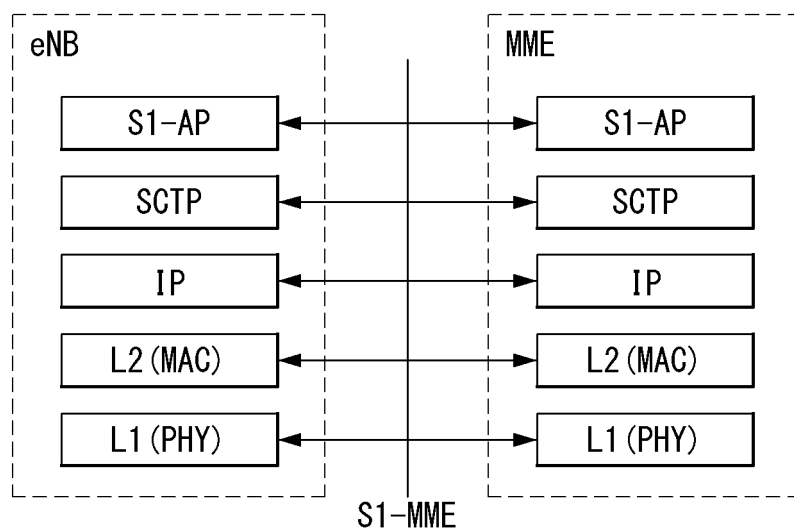 eNB
MME
S1-AP
S1-AP
SCTP
SCTP
IP
IP
L2(MAC)
L2(MAC)
L1(PHY)
L1(PHY)
S1-MME